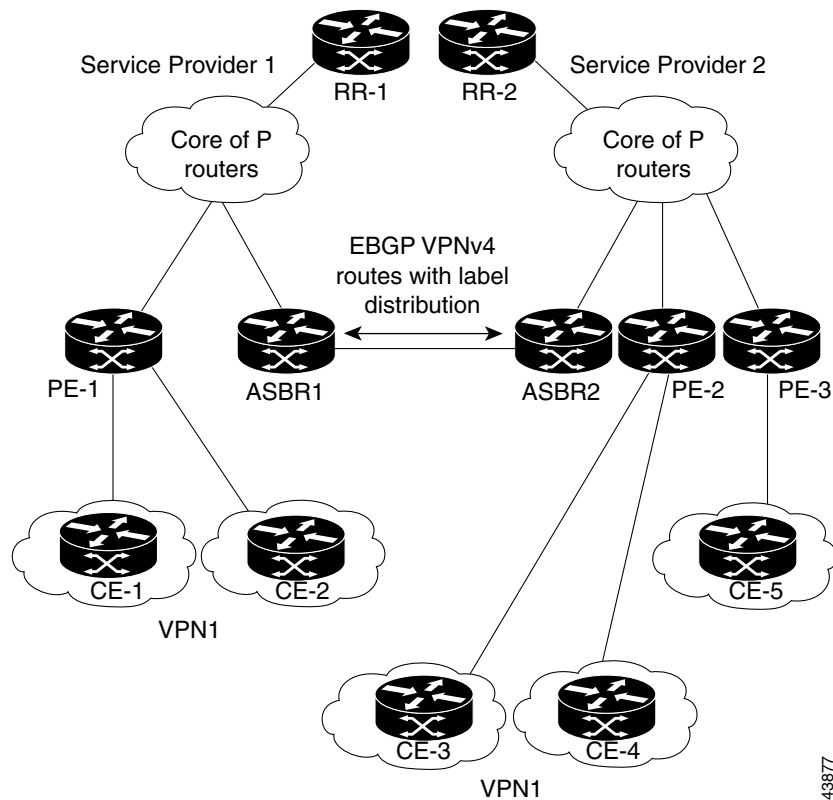 Service Provider 1
RR-1
RR-2
Service Provider 2
Core of P
routers
Core of P
routers
EBGP VPNv4
routes with label
distribution
PE-1
ASBR1
ASBR2
PE-2
PE-3
CE-1
CE-2
CE-5
VPN1
CE-3
CE-4
VPN1
43877